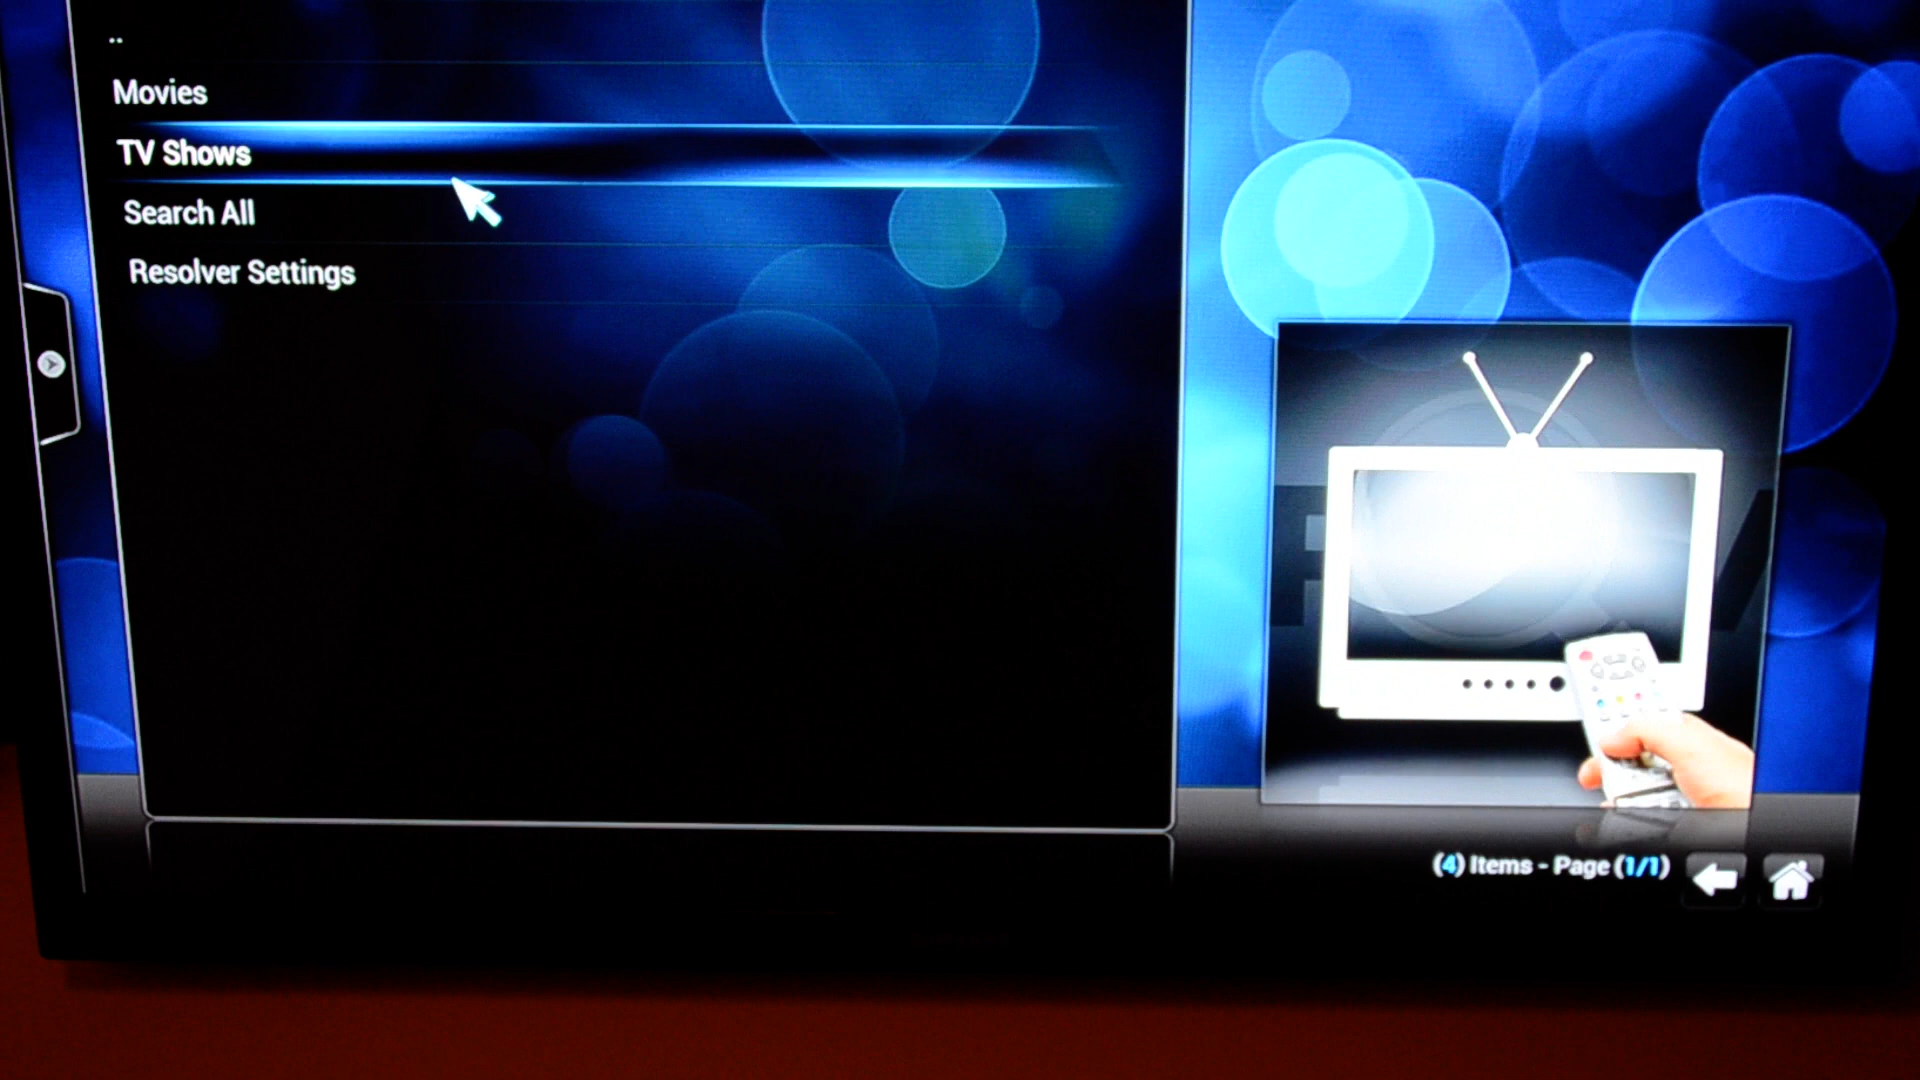 ..
Movies
TV Shows
Search All
Resolver Settings
(4) Items - Page (1/1)